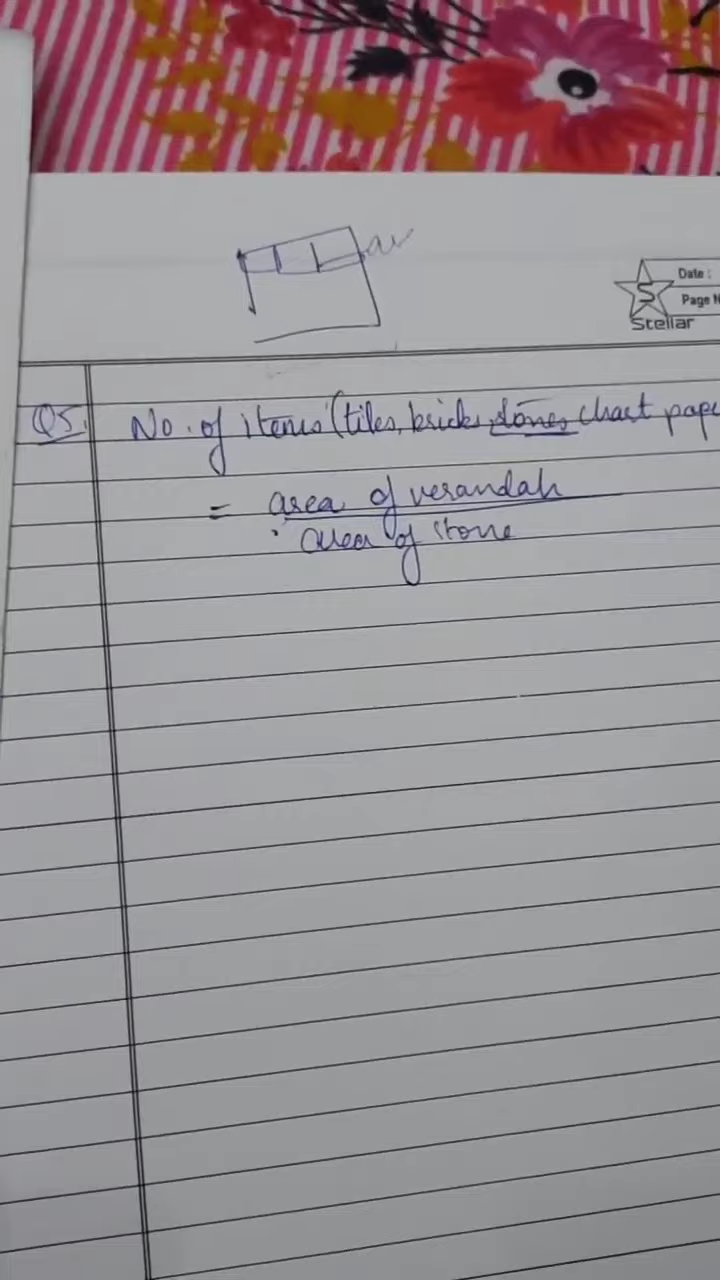 Date :
Page N
S
Stellar
Q5. No. of items (tiles, bricks, stones chart pape
= area of verandah
area of stone